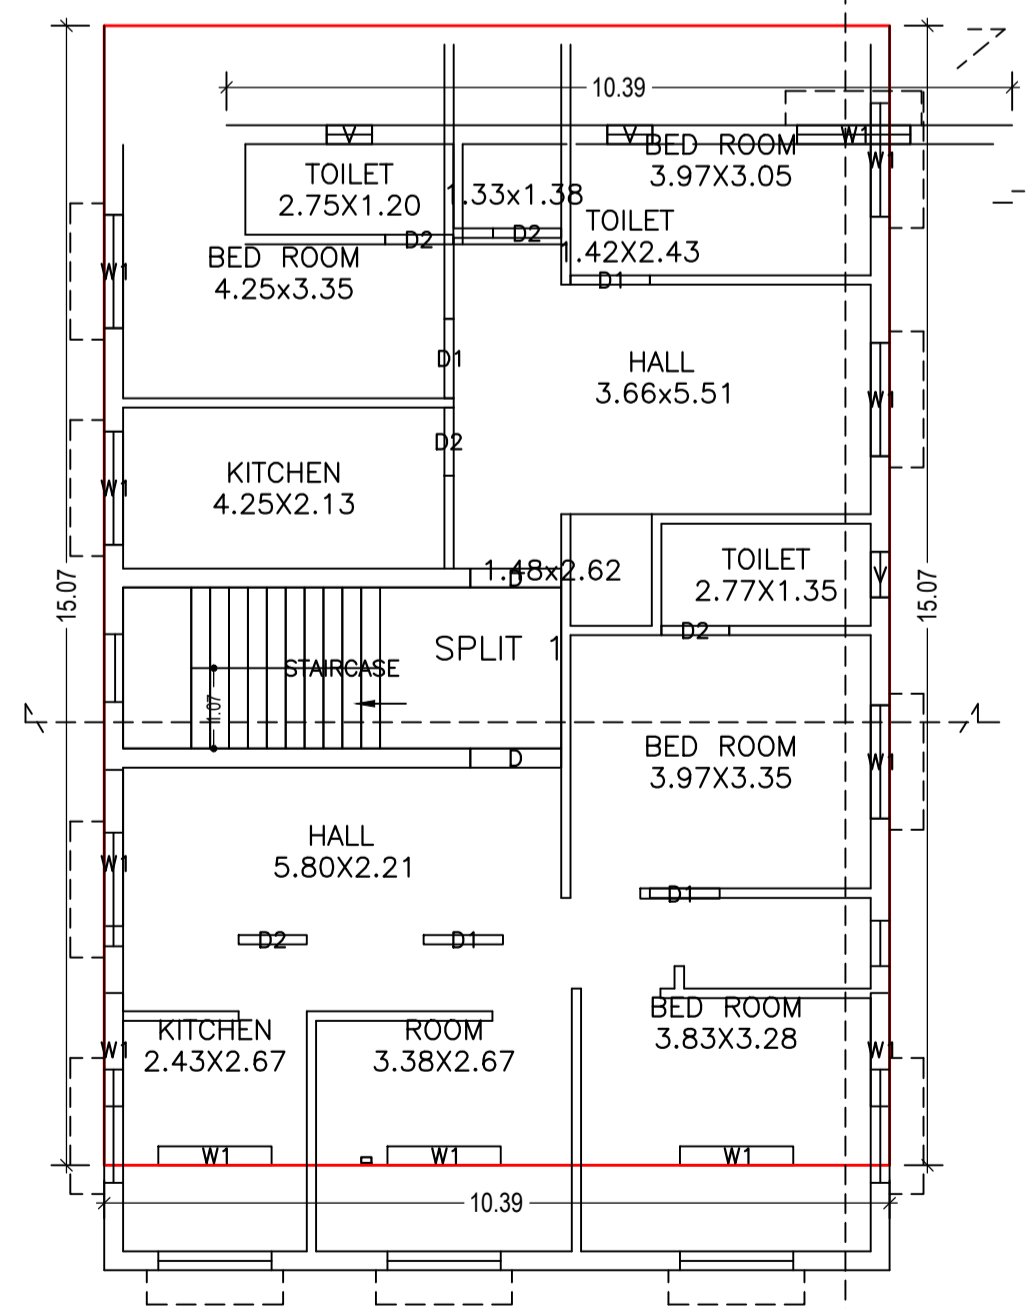 10.39
V
V
W1
BED ROOM
3.97X3.05
W1
TOILET
2.75X1.20
1.33x1.38
TOILET
1.42X2.43
D2
D2
BED ROOM
4.25x3.35
W1
D1
D1
HALL
3.66x5.51
W1
D2
KITCHEN
4.25X2.13
W1
1.48x2.62
D
TOILET
2.77X1.35
V
15.07
15.07
D2
SPLIT 1
STAIRCASE
1.07
BED ROOM
3.97X3.35
W1
D
HALL
5.80X2.21
W1
D1
D2
D1
BED ROOM
3.83X3.28
KITCHEN
2.43X2.67
ROOM
3.38X2.67
W1
W1
W1
W1
W1
10.39